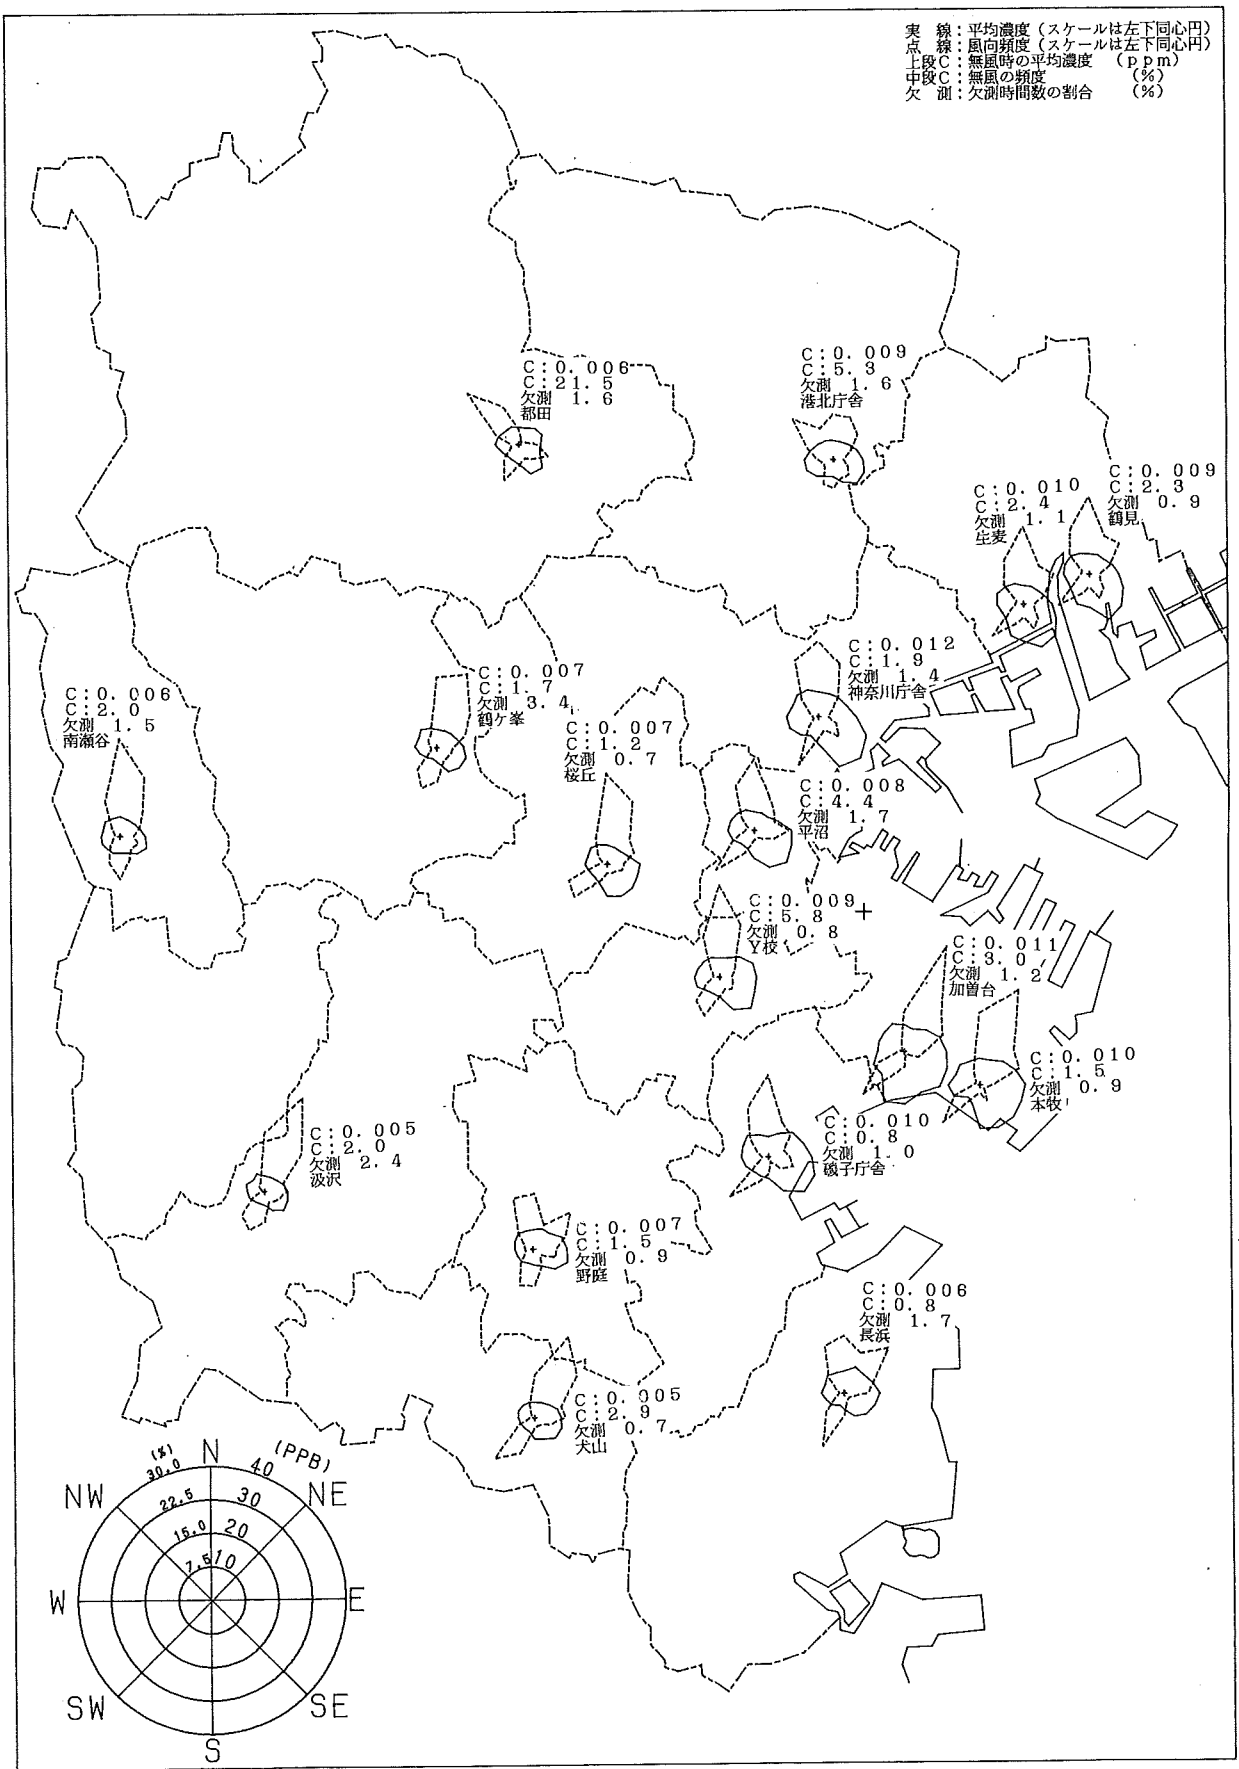 実 線：平均濃度（スケールは左下同心円）
点 線：風向頻度（スケールは左下同心円）
上段C：無風時の平均濃度 （ppm）
中段C：無風の頻度 （%）
欠 測：欠測時間数の割合 （%）
C：0.006
C：21.5
欠測 1.6
都田
C：0.009
C：5.3
欠測 1.6
港北庁舎
C：0.009
C：2.3
欠測 0.9
鶴見
C：0.010
C：2.4
欠測 1.1
生麦
C：0.012
C：1.9
欠測 1.4
神奈川庁舎
C：0.007
C：1.7
欠測 3.4
鶴ケ峯
C：0.006
C：2.0
欠測 1.5
南瀬谷
C：0.007
C：1.2
欠測 0.7
桜丘
C：0.008
C：4.4
欠測 1.7
平沼
C：0.009
C：5.8
欠測 0.8
Y校
C：0.011
C：3.0
欠測 1.2
加曽台
C：0.010
C：1.5
欠測 0.9
本牧
C：0.010
C：0.8
欠測 1.0
磯子庁舎
C：0.005
C：2.0
欠測 2.4
汲沢
C：0.007
C：1.5
欠測 0.9
野庭
C：0.006
C：0.8
欠測 1.7
長浜
C：0.005
C：2.9
欠測 0.7
犬山
(%) N (PPB)
30.0 40
NW 22.5 30 NE
15.0 20
7.5 10
W E
SW SE
S